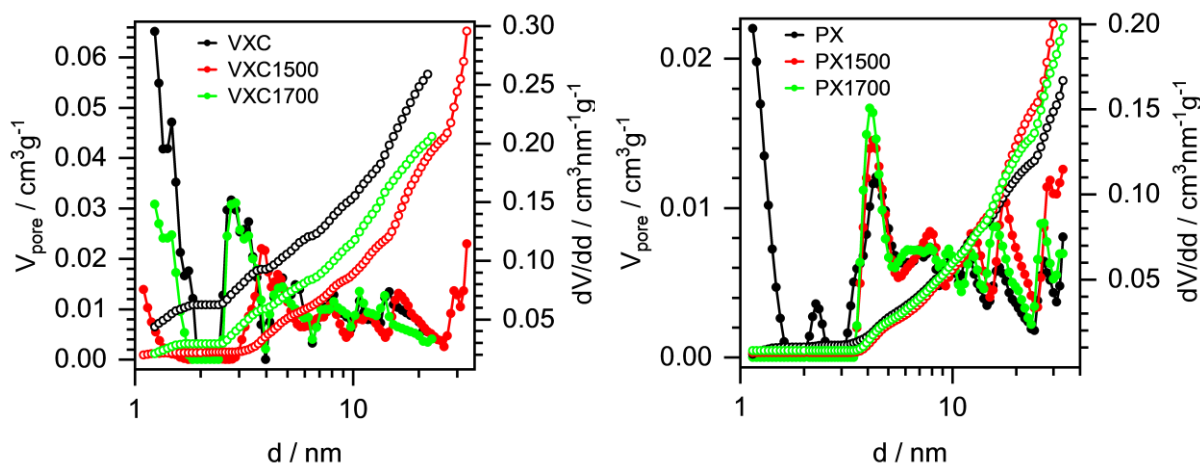 VXC
VXC1500
VXC1700
0.06
0.05
0.04
0.03
0.02
0.01
0.00
V_pore / cm³g⁻¹
0.30
0.25
0.20
0.15
0.10
0.05
dV/dd / cm³nm⁻¹g⁻¹
1
10
d / nm
PX
PX1500
PX1700
0.02
0.01
0.00
V_pore / cm³g⁻¹
0.20
0.15
0.10
0.05
dV/dd / cm³nm⁻¹g⁻¹
1
10
d / nm